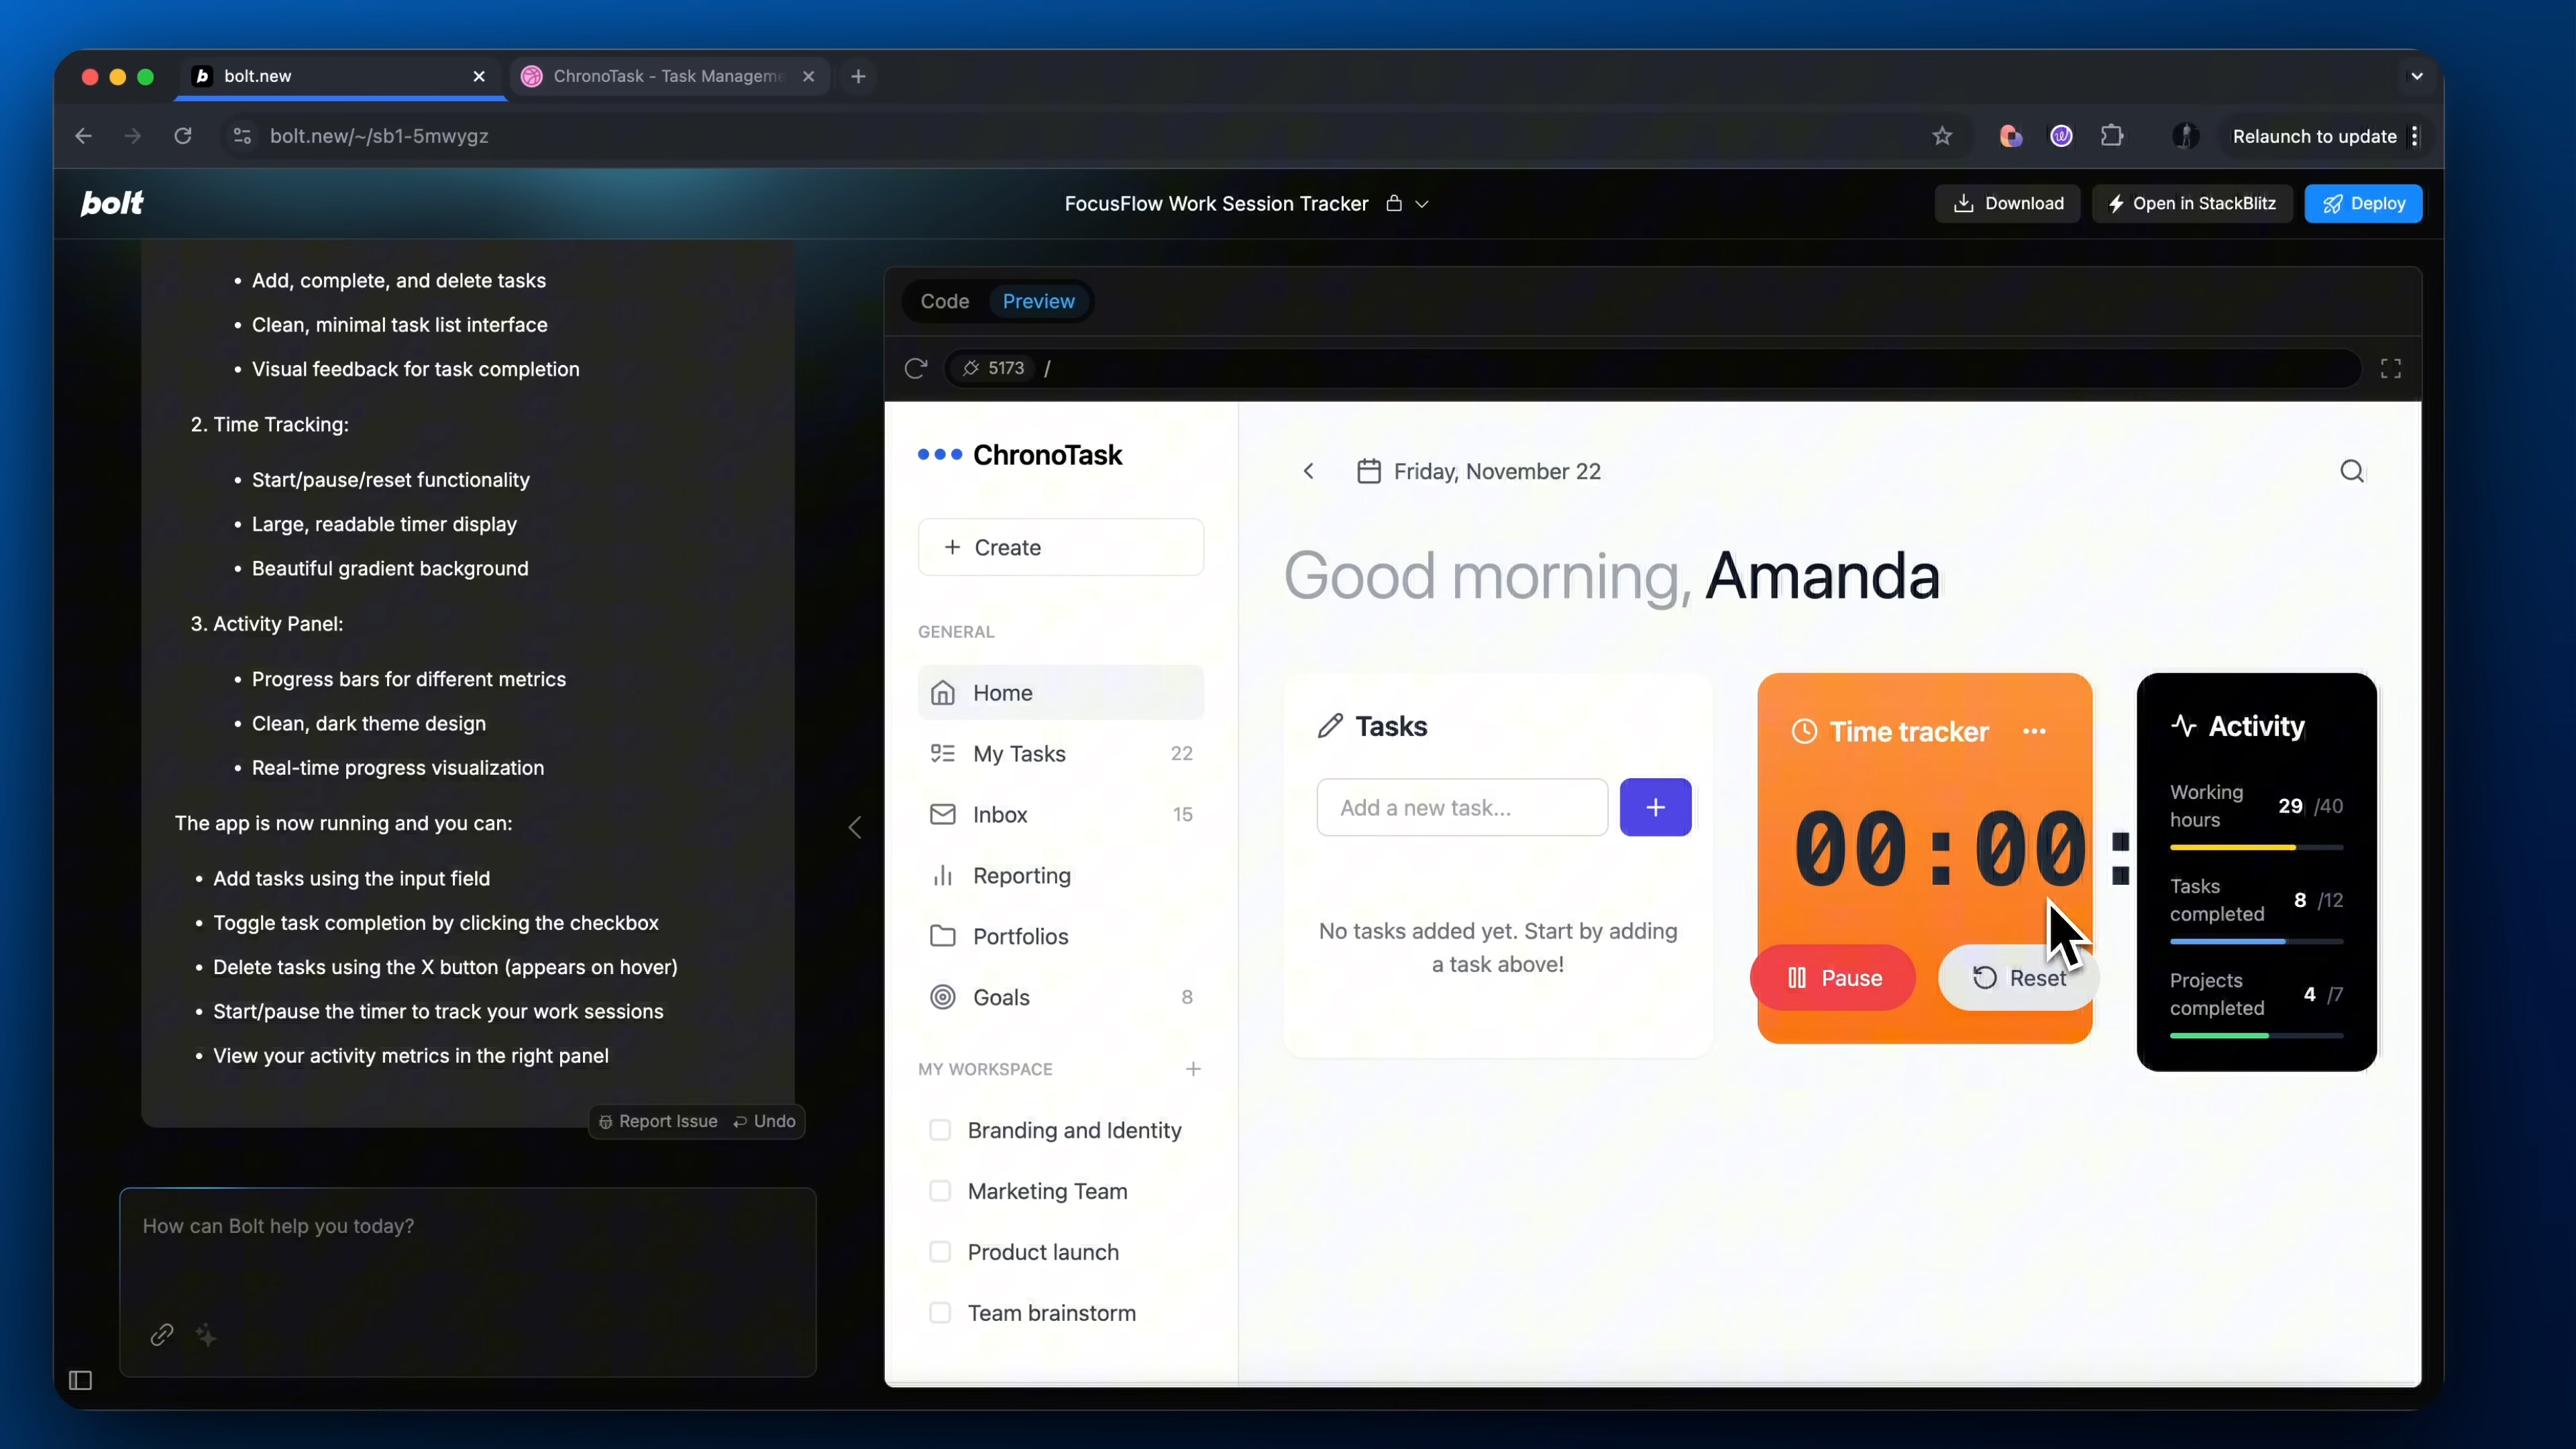 bolt.new
ChronoTask - Task Manageme
bolt.new/~/sb1-5mwygz
Relaunch to update
bolt
FocusFlow Work Session Tracker
Download
Open in StackBlitz
Deploy
• Add, complete, and delete tasks
• Clean, minimal task list interface
• Visual feedback for task completion
2. Time Tracking:
• Start/pause/reset functionality
• Large, readable timer display
• Beautiful gradient background
3. Activity Panel:
• Progress bars for different metrics
• Clean, dark theme design
• Real-time progress visualization
The app is now running and you can:
• Add tasks using the input field
• Toggle task completion by clicking the checkbox
• Delete tasks using the X button (appears on hover)
• Start/pause the timer to track your work sessions
• View your activity metrics in the right panel
Report Issue
Undo
How can Bolt help you today?
Code
Preview
5173 /
ChronoTask
Create
GENERAL
Home
My Tasks 22
Inbox 15
Reporting
Portfolios
Goals 8
MY WORKSPACE
Branding and Identity
Marketing Team
Product launch
Team brainstorm
Friday, November 22
Good morning, Amanda
Tasks
Add a new task...
No tasks added yet. Start by adding
a task above!
Time tracker
00:00:
Pause
Reset
Activity
Working
hours
29 /40
Tasks
completed
8 /12
Projects
completed
4 /7